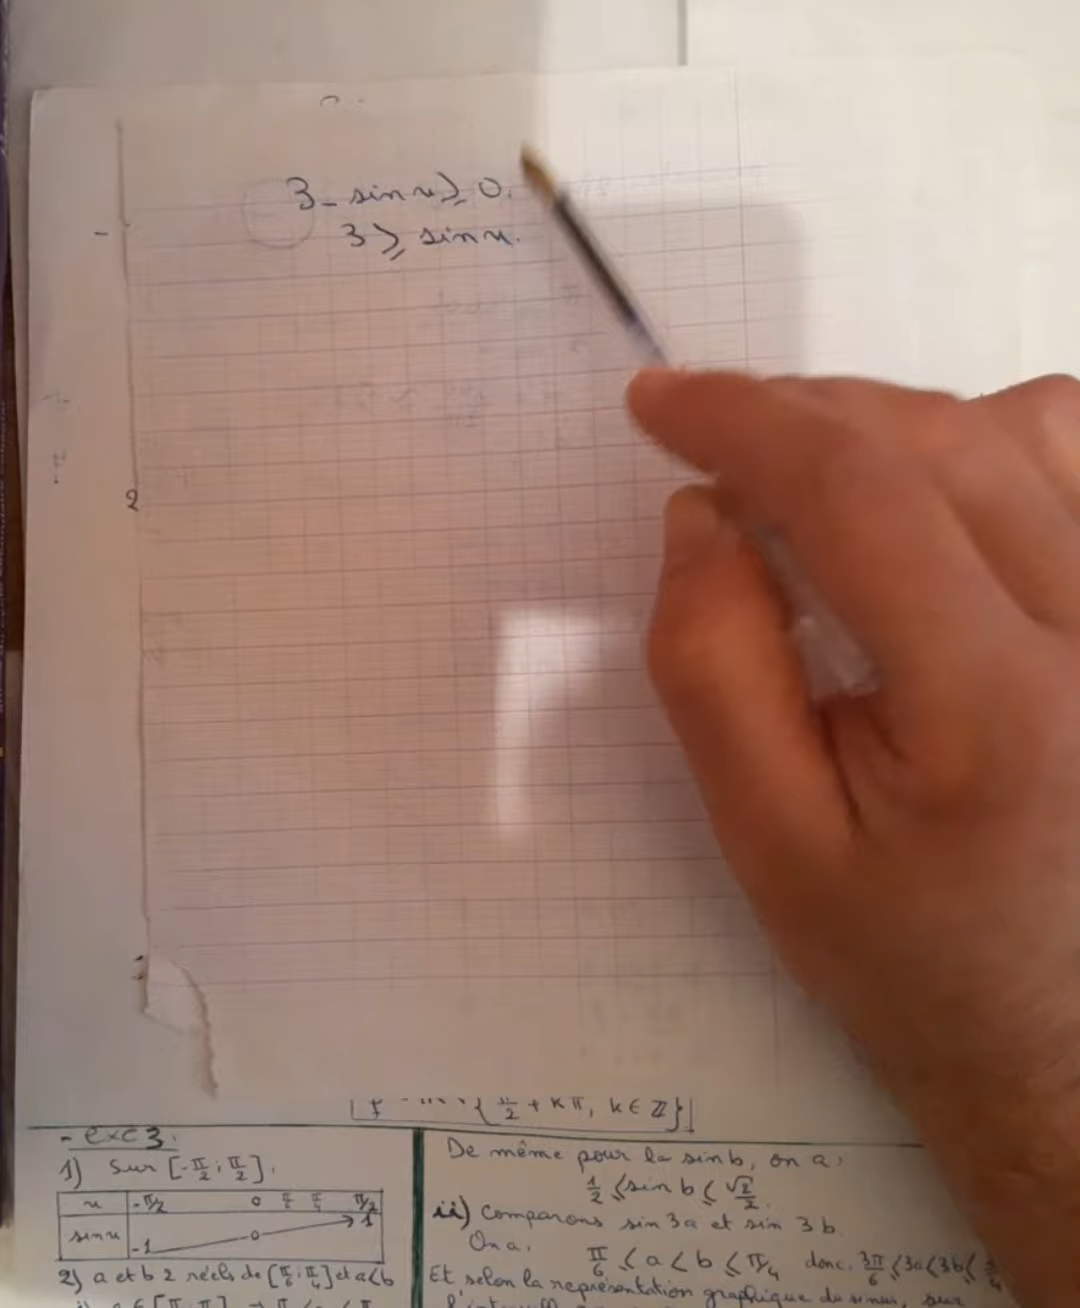 3 - sin x ≥ 0.
3 ≥ sin x.
2
π/2 + kπ, k ∈ ℤ}
- exc 3.
1) Sur [-π/2 ; π/2].
x -π/2 0 π/6 π/4 π/2
sin x -1 0 1
2) a et b 2 réels de [π/6 ; π/4] et a<b
De même pour le sin b, on a,
1/2 ≤ sin b ≤ √2/2.
ii) Comparons sin 3a et sin 3b.
On a, π/6 ≤ a < b ≤ π/4 donc, 3π/6 ≤ 3a < 3b ≤
Et selon la représentation graphique du sinus, sur